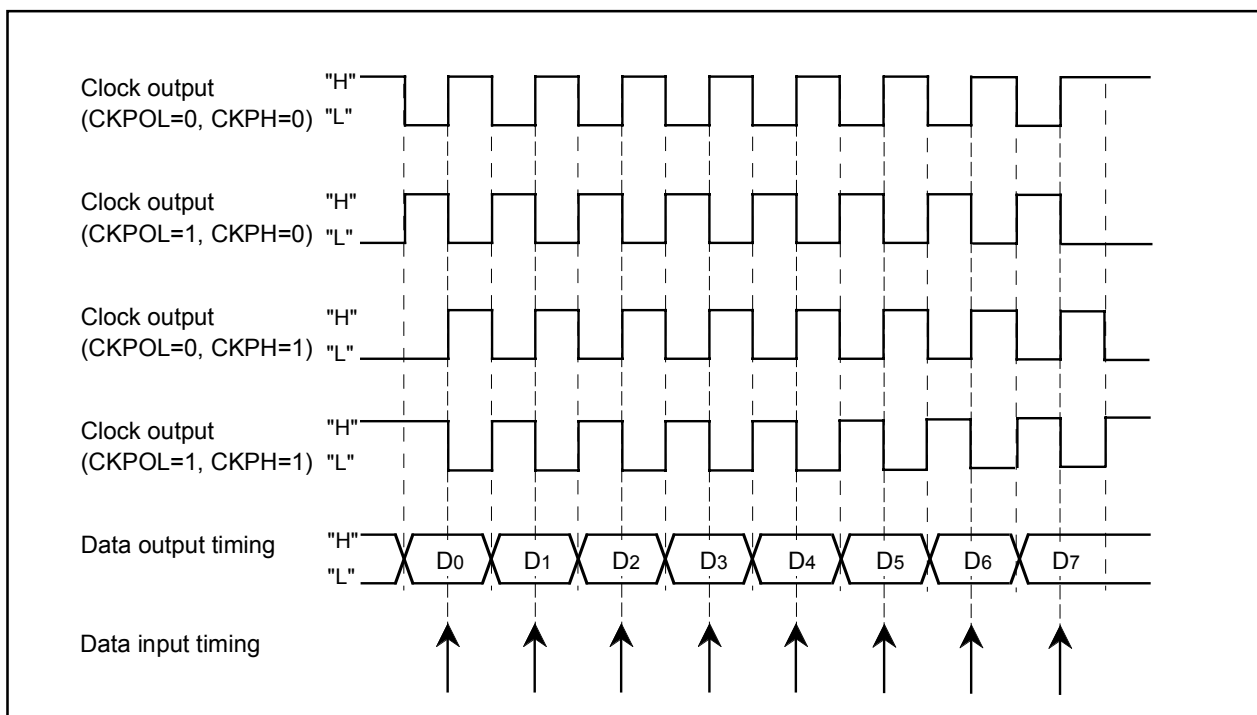 Clock output "H"
(CKPOL=0, CKPH=0) "L"
Clock output "H"
(CKPOL=1, CKPH=0) "L"
Clock output "H"
(CKPOL=0, CKPH=1) "L"
Clock output "H"
(CKPOL=1, CKPH=1) "L"
Data output timing "H"
"L"
D0 D1 D2 D3 D4 D5 D6 D7
Data input timing